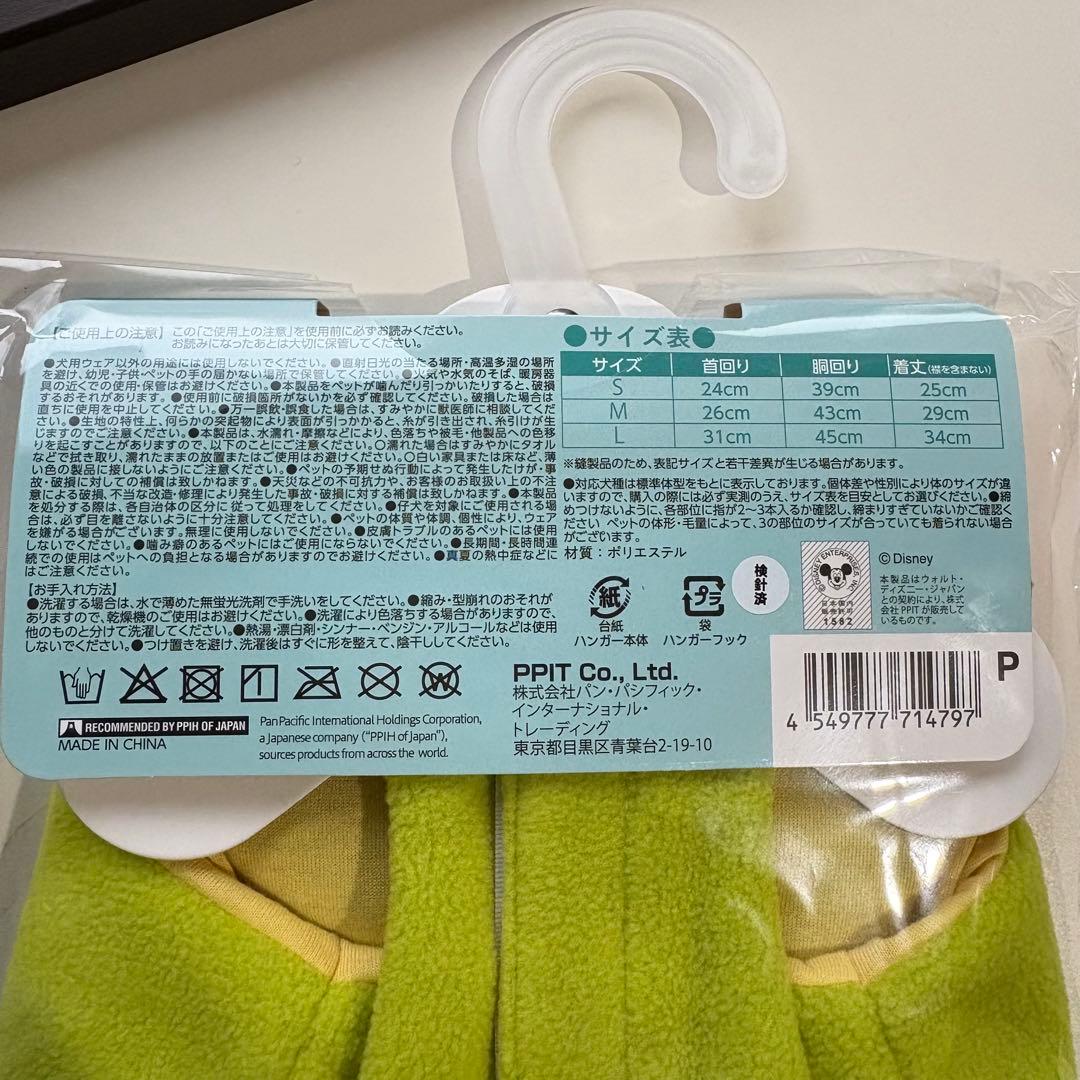 【ご使用上の注意】 この「ご使用上の注意」を使用前に必ずお読みください。
お読みになったあとは大切に保管してください。
●犬用ウェア以外の用途には使用しないでください。●直射日光の当たる場所・高温多湿の場所
を避け、幼児・子供・ペットの手の届かない場所で保管してください。●火気や水気のそば、暖房器
具の近くでの使用・保管はお避けください。●本製品をペットが噛んだり引っかいたりすると、破損
するおそれがあります。●使用前に破損箇所がないかを必ず確認してください。破損した場合は
直ちに使用を中止してください。●万一誤飲・誤食した場合は、すみやかに獣医師に相談してくだ
さい。●生地の特性上、何らかの突起物により表面が引っかかると、糸が引き出され、糸引けが生
じますのでご注意ください。●本製品は、水濡れ・摩擦などにより、色落ちや被毛・他製品への色移
りを起こすことがありますので、以下のことにご注意ください。○濡れた場合はすみやかにタオル
などで拭き取り、濡れたままの放置またはご使用はお避けください。○白い家具または床など、薄
い色の製品に接しないようにご注意ください。●ペットの予期せぬ行動によって発生したけが・事
故・破損に対しての補償は致しかねます。●天災などの不可抗力や、お客様のお取扱い上の不注
意による破損、不当な改造・修理により発生した事故・破損に対する補償は致しかねます。●本製品
を処分する際は、各自治体の区分に従って処理をしてください。●仔犬を対象にご使用される場合
は、必ず目を離さないように十分注意してください。●ペットの体質や体調、個性により、ウェア
を嫌がる場合がございます。無理に使用しないでください。●皮膚トラブルのあるペットには使用
しないでください。●噛み癖のあるペットにはご使用にならないでください。●長期間・長時間連
続での使用はペットへの負担となる場合がありますのでお避けください。●真夏の熱中症などに
はご注意ください。
【お手入れ方法】
●洗濯する場合は、水で薄めた無蛍光洗剤で手洗いをしてください。●縮み・型崩れのおそれが
ありますので、乾燥機のご使用はお避けください。●洗濯により色落ちする場合がありますので、
他のものと分けて洗濯してください。●熱湯・漂白剤・シンナー・ベンジン・アルコールなどは使用
しないでください。●つけ置きを避け、洗濯後はすぐに形を整えて、陰干ししてください。
W
RECOMMENDED BY PPIH OF JAPAN
MADE IN CHINA
Pan Pacific International Holdings Corporation,
a Japanese company ("PPIH of Japan"),
sources products from across the world.
●サイズ表●
サイズ 首回り 胴回り 着丈(襟を含まない)
S 24cm 39cm 25cm
M 26cm 43cm 29cm
L 31cm 45cm 34cm
※縫製品のため、表記サイズと若干差異が生じる場合があります。
●対応犬種は標準体型をもとに表示しております。個体差や性別により体のサイズが違
いますので、購入の際には必ず実測のうえ、サイズ表を目安としてお選びください。●締
めつけないように、各部位に指が2~3本入るか確認し、締まりすぎていないかご確認
ください ペットの体形・毛量によって、3の部位のサイズが合っていても着られない場合
がございます。
材質:ポリエステル
紙
台紙
ハンガー本体
プラ
袋
ハンガーフック
検針済
DISNEY ENTERPRISES, INC.
日本国内
販売許可
1582
© Disney
本製品はウォルト・
ディズニー・ジャパン
との契約により、株式
会社 PPIT が販売して
いるものです。
PPIT Co., Ltd.
株式会社パン・パシフィック・
インターナショナル・
トレーディング
東京都目黒区青葉台2-19-10
P
4 549777 714797